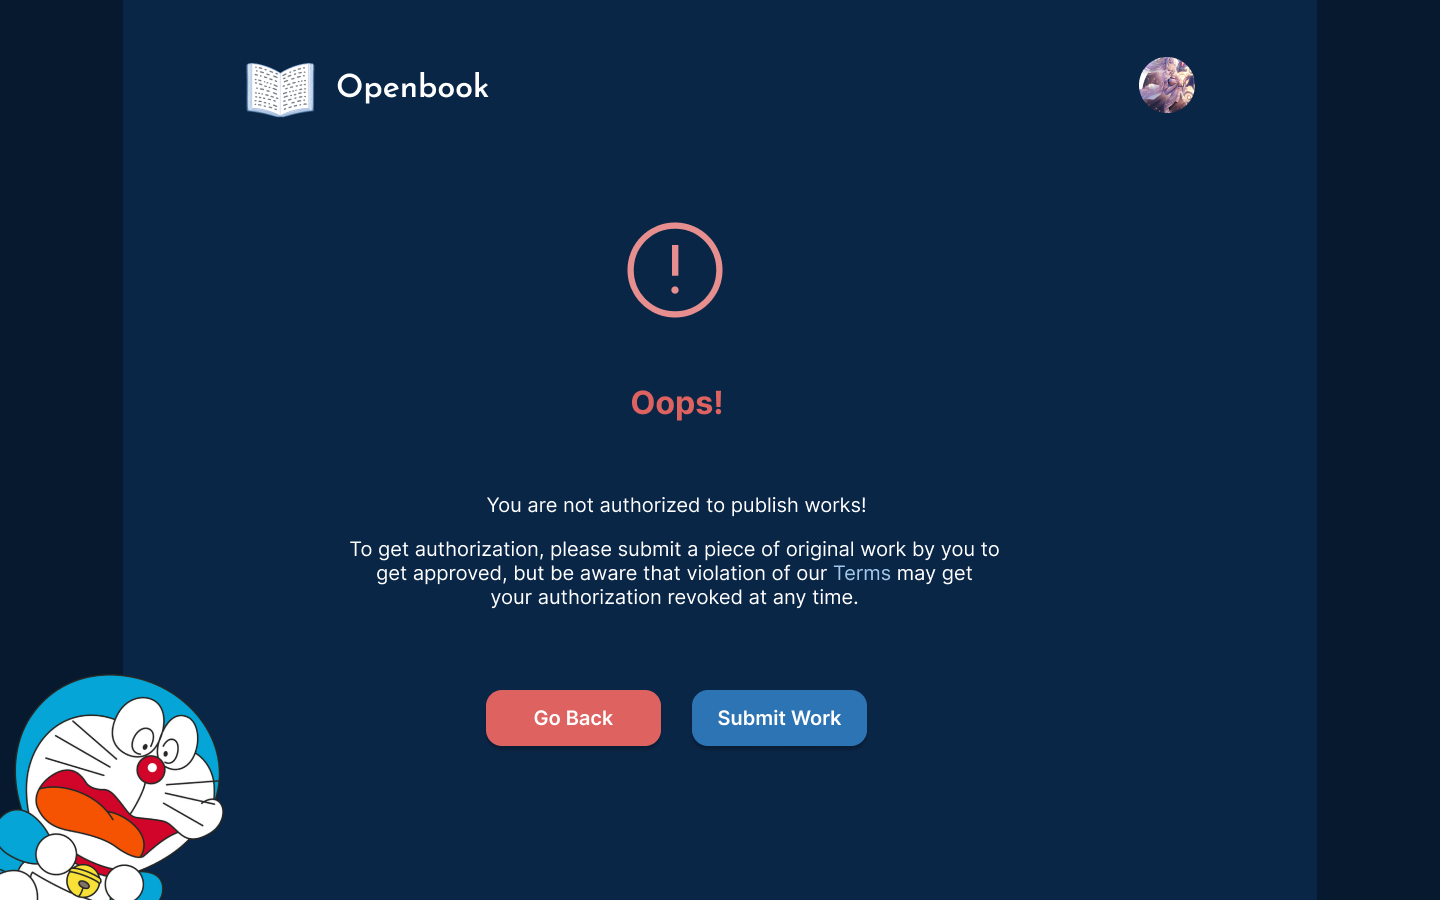 Openbook
Oops!
You are not authorized to publish works!
To get authorization, please submit a piece of original work by you to
get approved, but be aware that violation of our Terms may get
your authorization revoked at any time.
Go Back
Submit Work